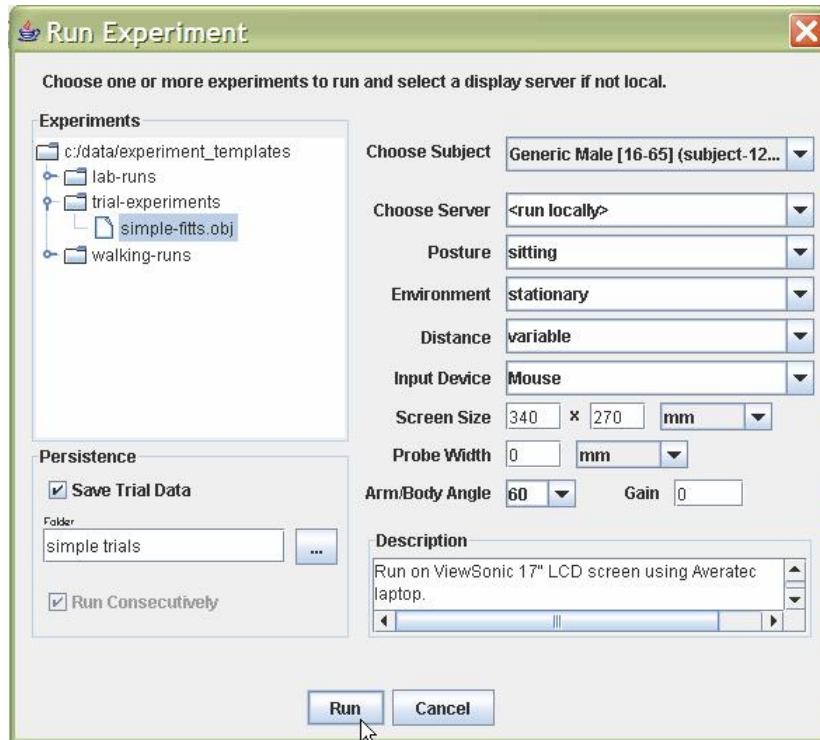 Run Experiment
Choose one or more experiments to run and select a display server if not local.
Experiments
c:/data/experiment_templates
lab-runs
trial-experiments
simple-fitts.obj
walking-runs
Choose Subject Generic Male [16-65] (subject-12...
Choose Server <run locally>
Posture sitting
Environment stationary
Distance variable
Input Device Mouse
Screen Size 340 x 270 mm
Probe Width 0 mm
Arm/Body Angle 60 Gain 0
Persistence
Save Trial Data
Folder
simple trials ...
Run Consecutively
Description
Run on ViewSonic 17" LCD screen using Averatec
laptop.
Run Cancel